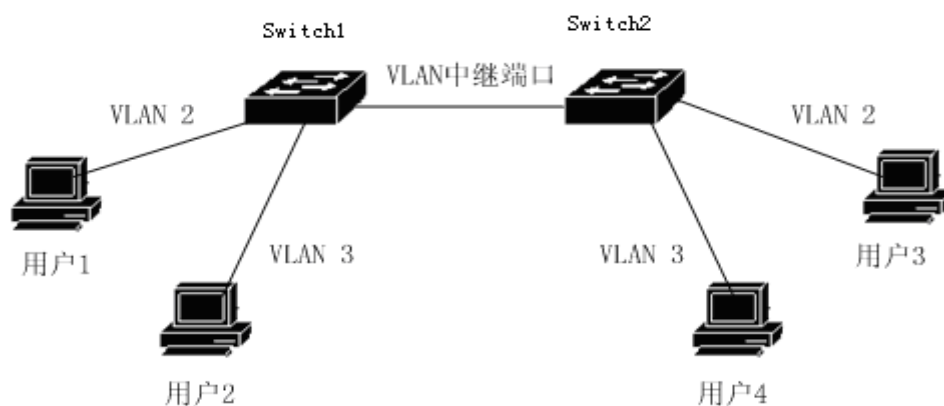 Switch1
Switch2
VLAN中继端口
VLAN 2
VLAN 2
用户1
VLAN 3
VLAN 3
用户3
用户2
用户4